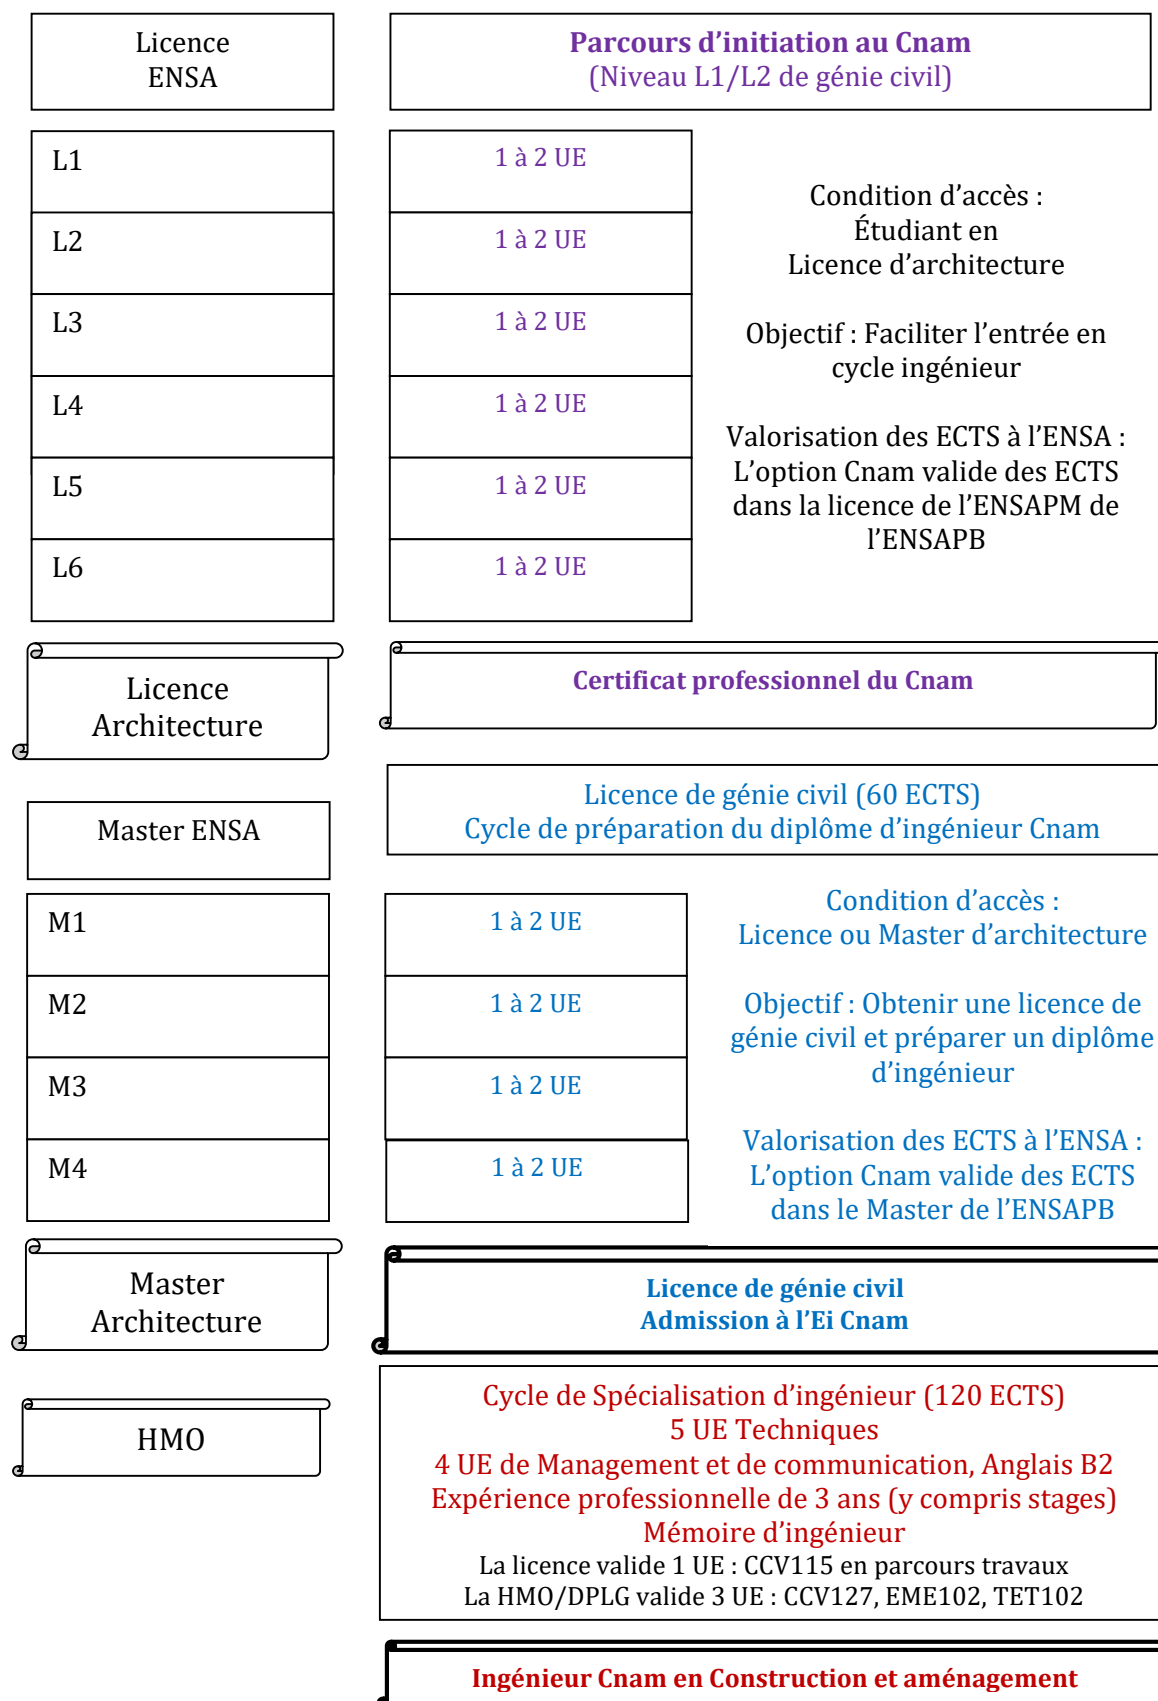 Licence
ENSA
Parcours d’initiation au Cnam
(Niveau L1/L2 de génie civil)
L1
1 à 2 UE
L2
1 à 2 UE
L3
1 à 2 UE
L4
1 à 2 UE
L5
1 à 2 UE
L6
1 à 2 UE
Condition d’accès :
Étudiant en
Licence d’architecture
Objectif : Faciliter l’entrée en
cycle ingénieur
Valorisation des ECTS à l’ENSA :
L’option Cnam valide des ECTS
dans la licence de l’ENSAPM de
l’ENSAPB
Licence
Architecture
Certificat professionnel du Cnam
Master ENSA
Licence de génie civil (60 ECTS)
Cycle de préparation du diplôme d’ingénieur Cnam
M1
1 à 2 UE
M2
1 à 2 UE
M3
1 à 2 UE
M4
1 à 2 UE
Condition d’accès :
Licence ou Master d’architecture
Objectif : Obtenir une licence de
génie civil et préparer un diplôme
d’ingénieur
Valorisation des ECTS à l’ENSA :
L’option Cnam valide des ECTS
dans le Master de l’ENSAPB
Master
Architecture
Licence de génie civil
Admission à l’Ei Cnam
HMO
Cycle de Spécialisation d’ingénieur (120 ECTS)
5 UE Techniques
4 UE de Management et de communication, Anglais B2
Expérience professionnelle de 3 ans (y compris stages)
Mémoire d’ingénieur
La licence valide 1 UE : CCV115 en parcours travaux
La HMO/DPLG valide 3 UE : CCV127, EME102, TET102
Ingénieur Cnam en Construction et aménagement